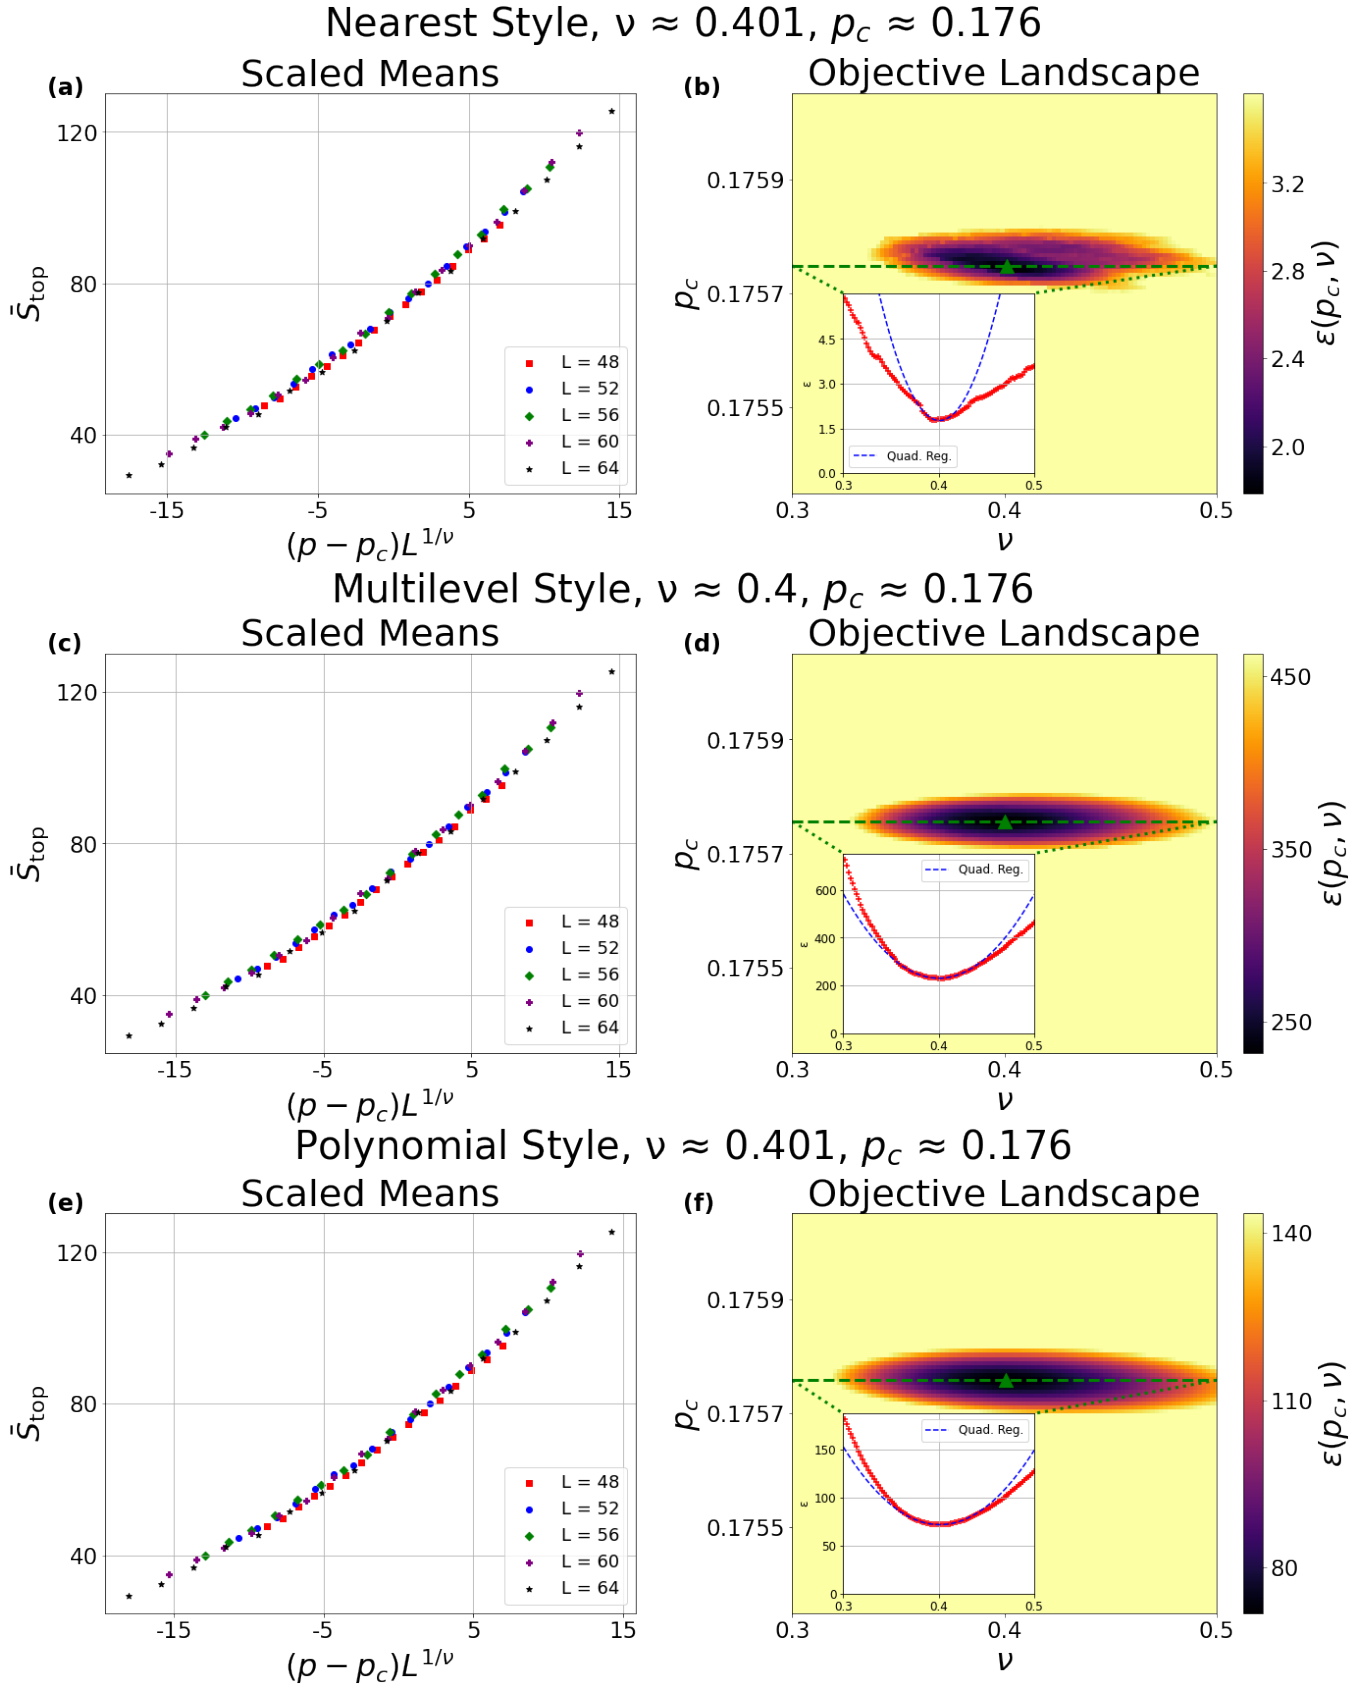 Nearest Style, ν ≈ 0.401, p_c ≈ 0.176
(a)
Scaled Means
120
80
40
S̄_top
L = 48
L = 52
L = 56
L = 60
L = 64
-15
-5
5
15
(p − p_c)L^{1/ν}
(b)
Objective Landscape
0.1759
0.1757
0.1755
p_c
4.5
3.0
1.5
0.0
ε
Quad. Reg.
0.3
0.4
0.5
0.3
0.4
0.5
ν
3.2
2.8
2.4
2.0
ε(p_c, ν)
Multilevel Style, ν ≈ 0.4, p_c ≈ 0.176
(c)
Scaled Means
120
80
40
S̄_top
L = 48
L = 52
L = 56
L = 60
L = 64
-15
-5
5
15
(p − p_c)L^{1/ν}
(d)
Objective Landscape
0.1759
0.1757
0.1755
p_c
Quad. Reg.
600
400
200
0
ε
0.3
0.4
0.5
0.3
0.4
0.5
ν
450
350
250
ε(p_c, ν)
Polynomial Style, ν ≈ 0.401, p_c ≈ 0.176
(e)
Scaled Means
120
80
40
S̄_top
L = 48
L = 52
L = 56
L = 60
L = 64
-15
-5
5
15
(p − p_c)L^{1/ν}
(f)
Objective Landscape
0.1759
0.1757
0.1755
p_c
Quad. Reg.
150
100
50
0
ε
0.3
0.4
0.5
0.3
0.4
0.5
ν
140
110
80
ε(p_c, ν)